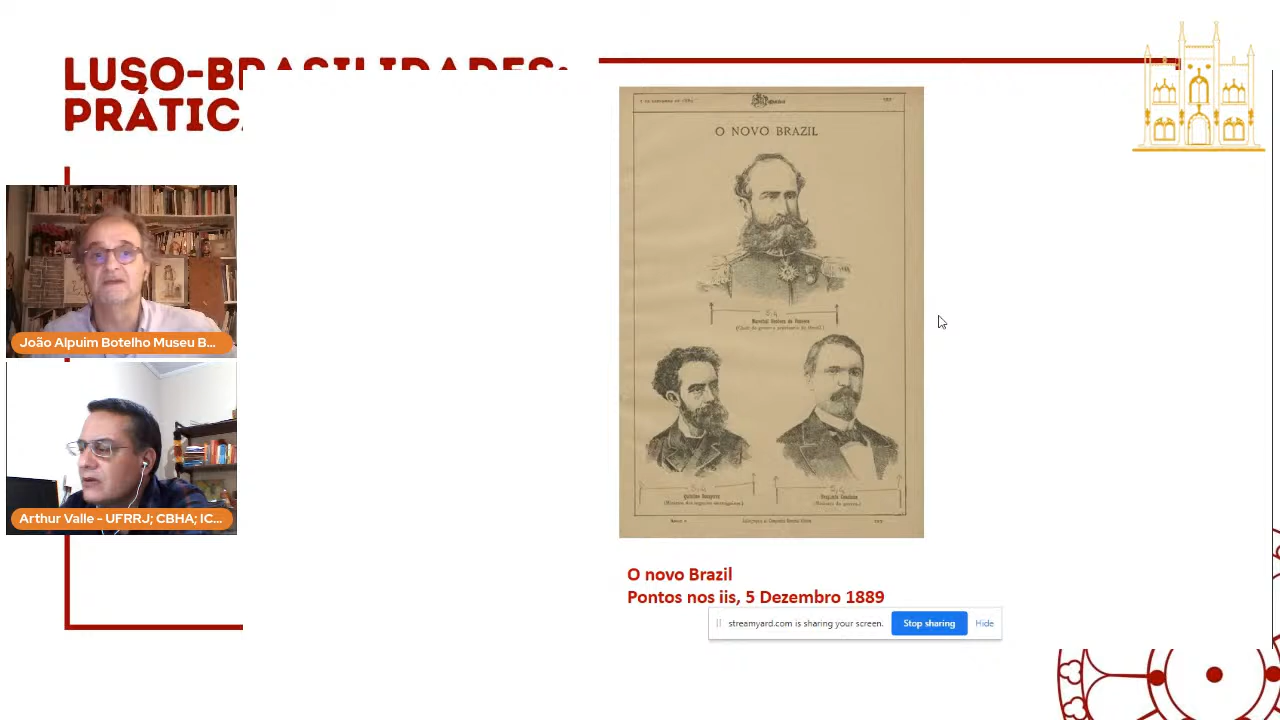 LUSO-BRASILIDADES:
PRÁTIC
O NOVO BRAZIL
João Alpuim Botelho Museu B...
Arthur Valle - UFRRJ; CBHA; IC...
O novo Brazil
Pontos nos iis, 5 Dezembro 1889
streamyard.com is sharing your screen.
Stop sharing
Hide